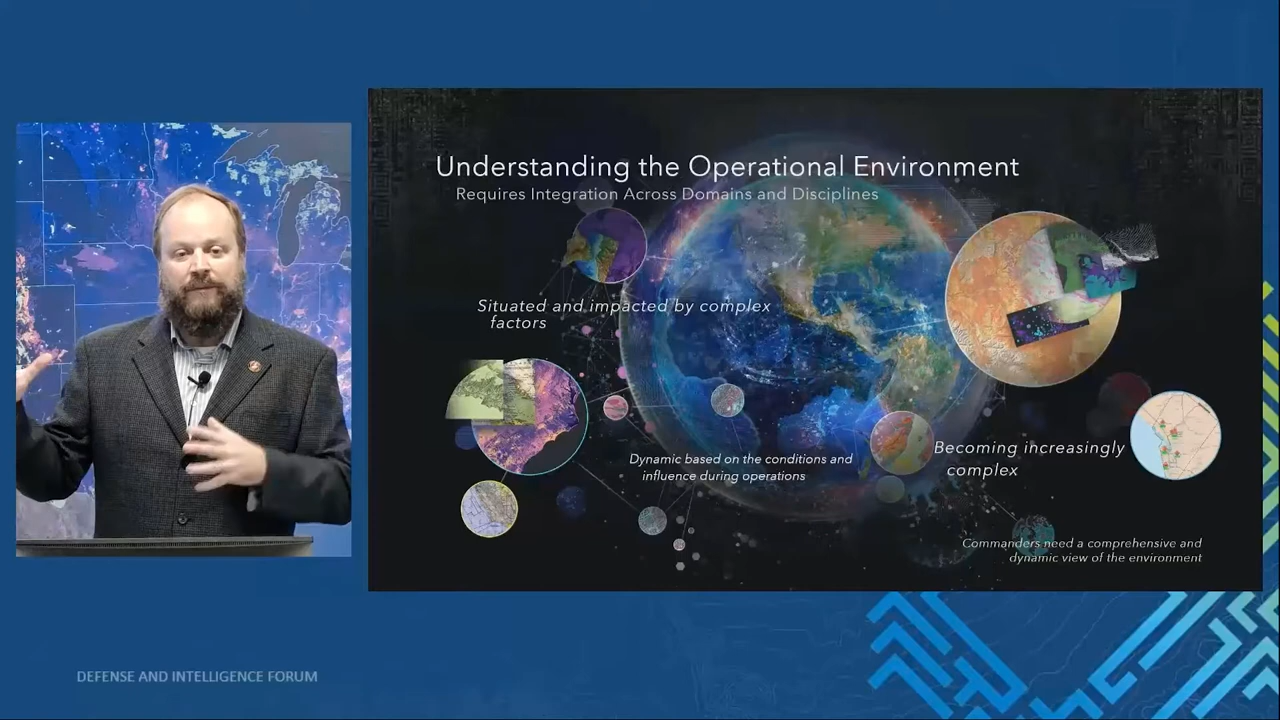 Understanding the Operational Environment
Requires Integration Across Domains and Disciplines
Situated and impacted by complex
factors
Dynamic based on the conditions and
influence during operations
Becoming increasingly
complex
Commanders need a comprehensive and
dynamic view of the environment
DEFENSE AND INTELLIGENCE FORUM